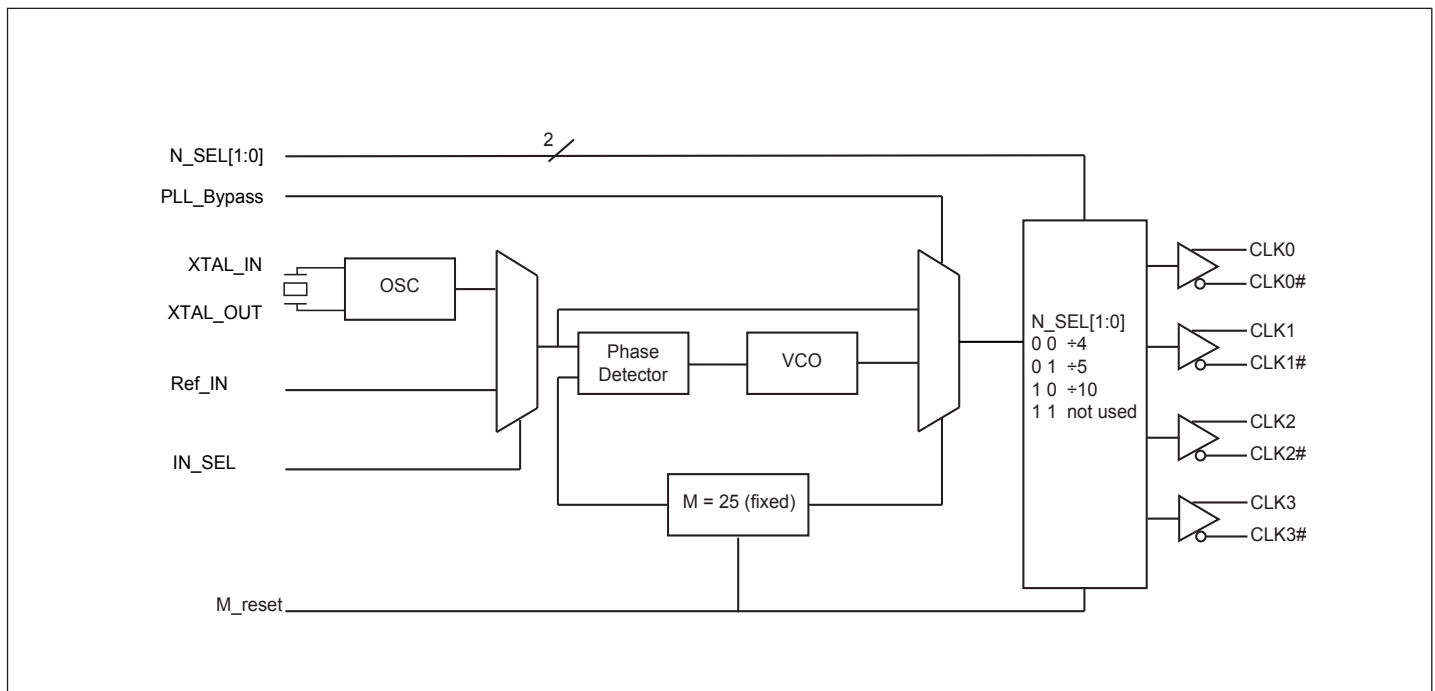 2
N_SEL[1:0]
PLL_Bypass
XTAL_IN
OSC
XTAL_OUT
Ref_IN
IN_SEL
Phase
Detector
VCO
M = 25 (fixed)
M_reset
N_SEL[1:0]
0 0 ÷4
0 1 ÷5
1 0 ÷10
1 1 not used
CLK0
CLK0#
CLK1
CLK1#
CLK2
CLK2#
CLK3
CLK3#